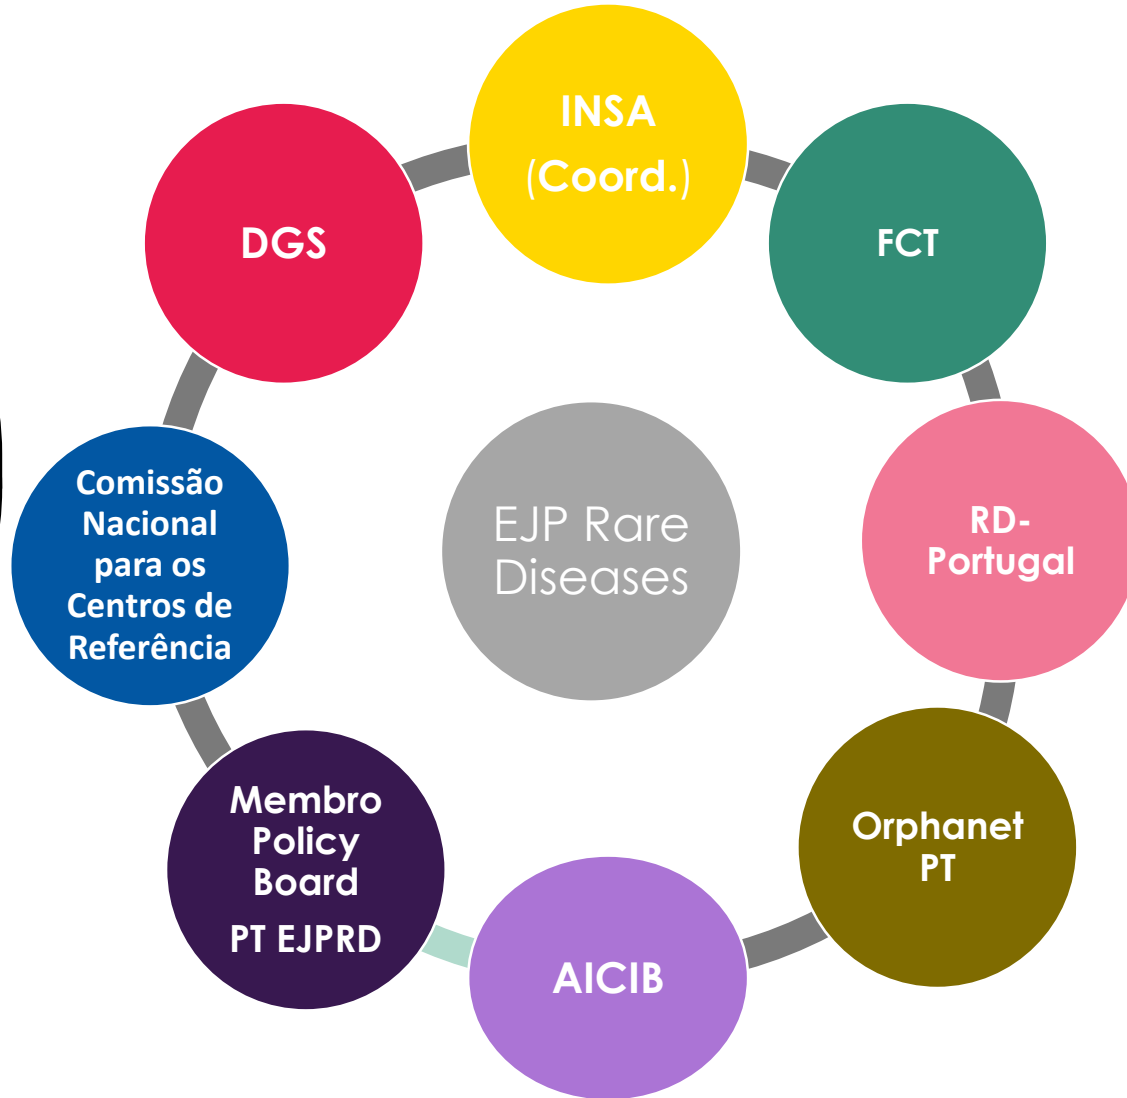 INSA
(Coord.)
DGS
FCT
Comissão
Nacional
para os
Centros de
Referência
EJP Rare
Diseases
RD-
Portugal
Membro
Policy
Board
PT EJPRD
Orphanet
PT
AICIB